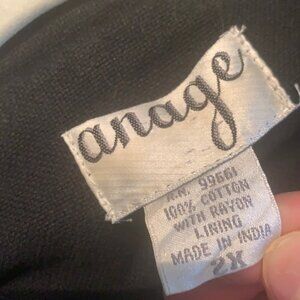 anage
R.N. 99661
100% COTTON
WITH RAYON
LINING
MADE IN INDIA
2X